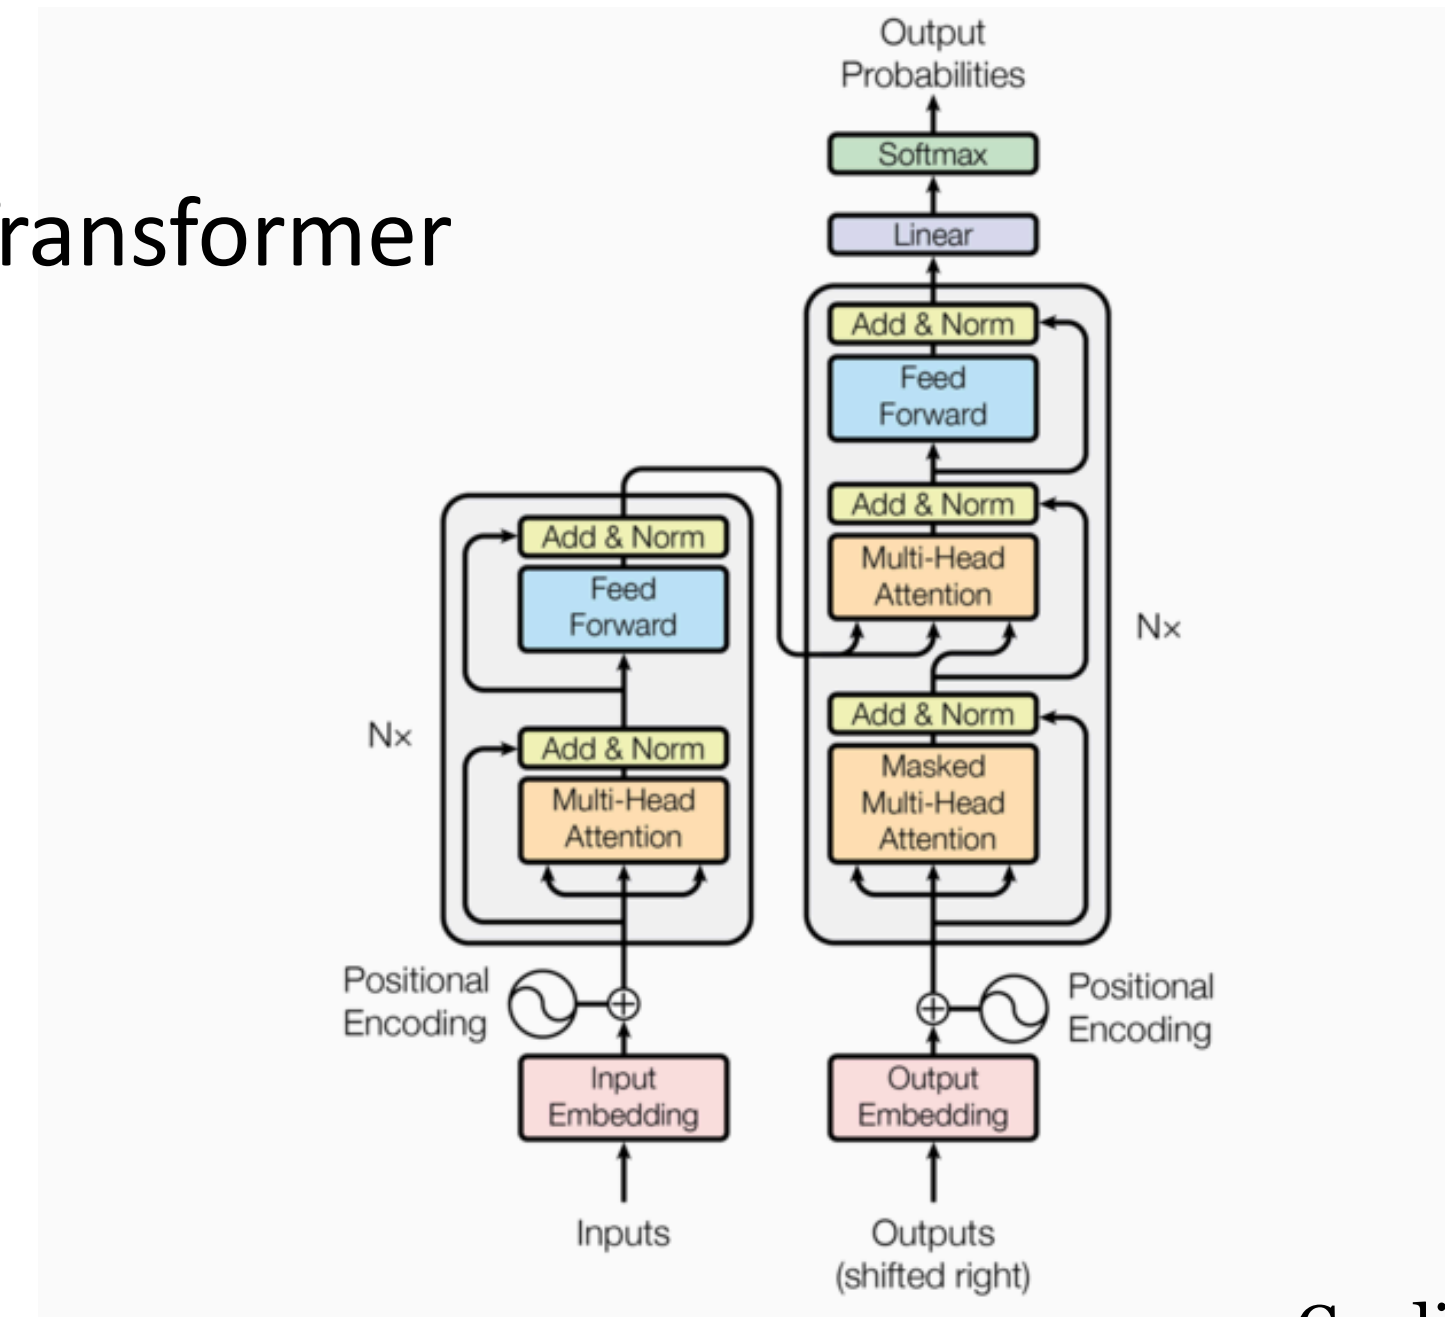 ransformer
Output
Probabilities
Softmax
Linear
Add & Norm
Feed
Forward
Add & Norm
Multi-Head
Attention
Nx
Add & Norm
Masked
Multi-Head
Attention
Add & Norm
Feed
Forward
Nx
Add & Norm
Multi-Head
Attention
Positional
Encoding
Positional
Encoding
Input
Embedding
Output
Embedding
Inputs
Outputs
(shifted right)